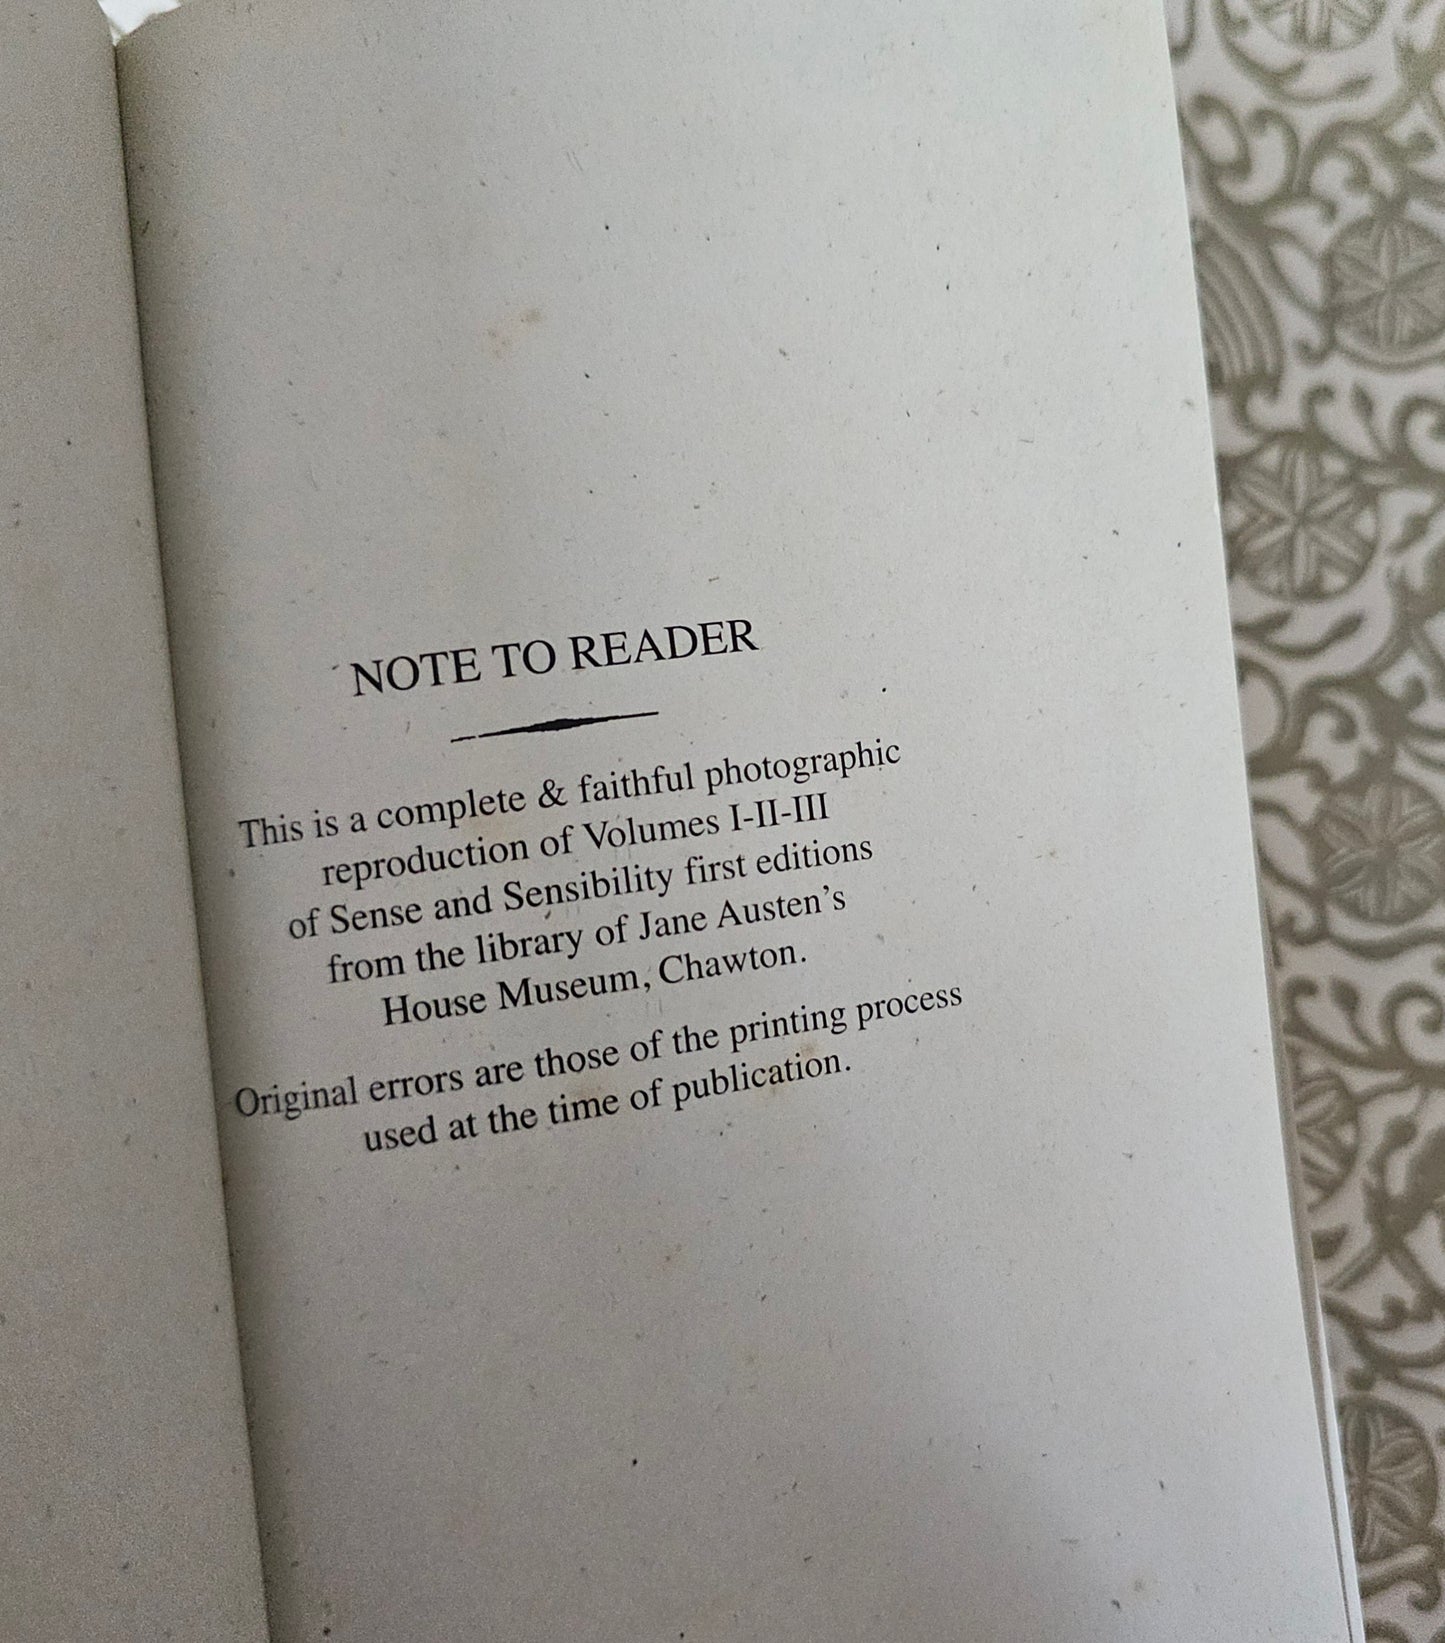 NOTE TO READER
This is a complete & faithful photographic
reproduction of Volumes I-II-III
of Sense and Sensibility first editions
from the library of Jane Austen’s
House Museum, Chawton.
Original errors are those of the printing process
used at the time of publication.